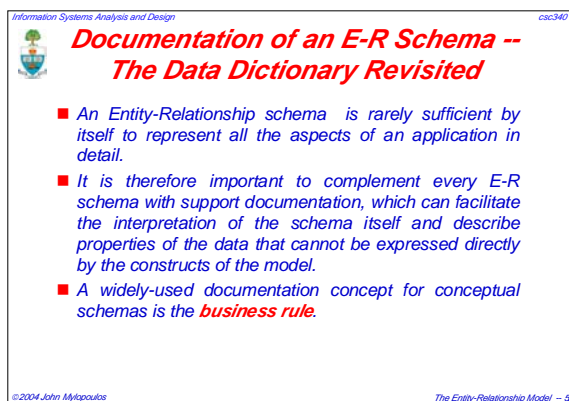 Information Systems Analysis and Design csc340
Documentation of an E-R Schema --
The Data Dictionary Revisited
An Entity-Relationship schema is rarely sufficient by
itself to represent all the aspects of an application in
detail.
It is therefore important to complement every E-R
schema with support documentation, which can facilitate
the interpretation of the schema itself and describe
properties of the data that cannot be expressed directly
by the constructs of the model.
A widely-used documentation concept for conceptual
schemas is the business rule.
©2004 John Mylopoulos The Entity-Relationship Model -- 5